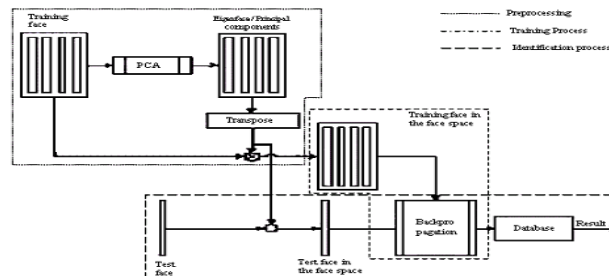 Training
face
Eigenface/Principal
components
PCA
Transpose
Preprocessing
Training Process
Identification process
Training face in
the face space
Backpro
pagation
Database
Result
Test
face
Test face in
the face space